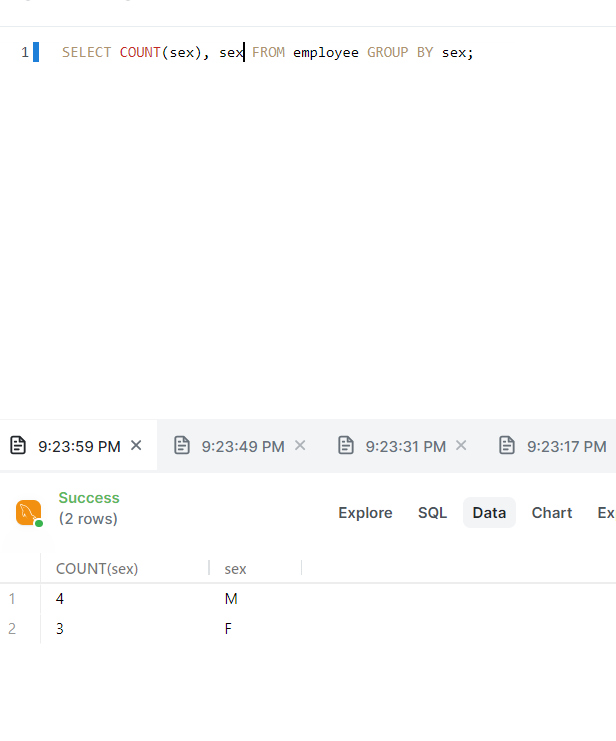 1 SELECT COUNT(sex), sex FROM employee GROUP BY sex;
9:23:59 PM 9:23:49 PM 9:23:31 PM 9:23:17 PM
Success
(2 rows)
Explore SQL Data Chart Ex
COUNT(sex) sex
1 4 M
2 3 F